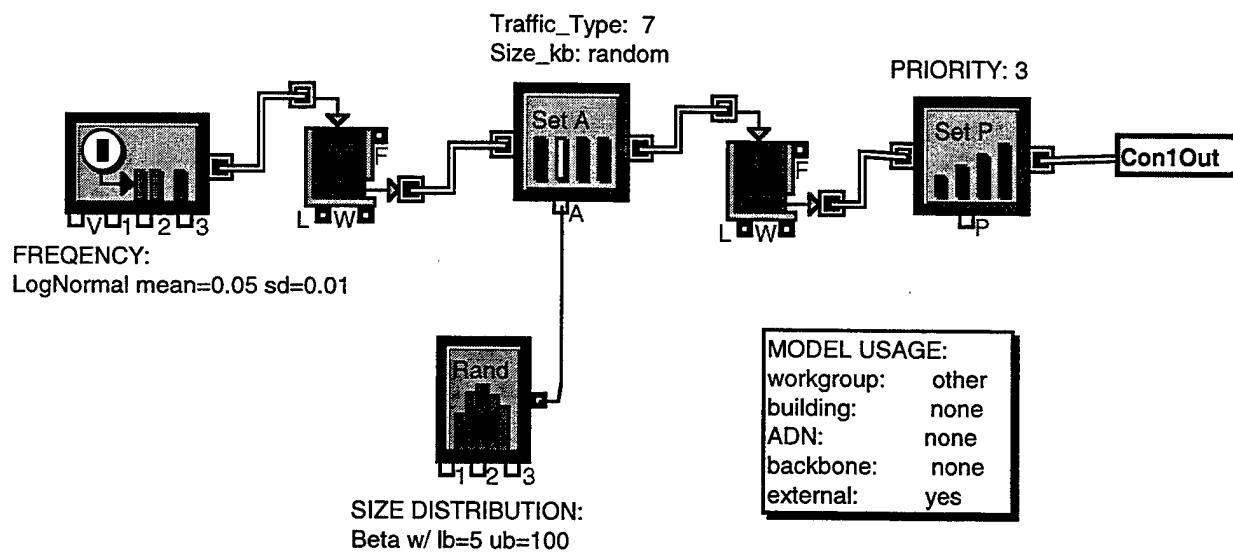 Traffic_Type: 7
Size_kb: random
PRIORITY: 3
Set A
Set P
F
F
Con1Out
V 1 2 3
L W
A
L W
P
FREQENCY:
LogNormal mean=0.05 sd=0.01
Rand
1 2 3
SIZE DISTRIBUTION:
Beta w/ lb=5 ub=100
MODEL USAGE:
workgroup: other
building: none
ADN: none
backbone: none
external: yes